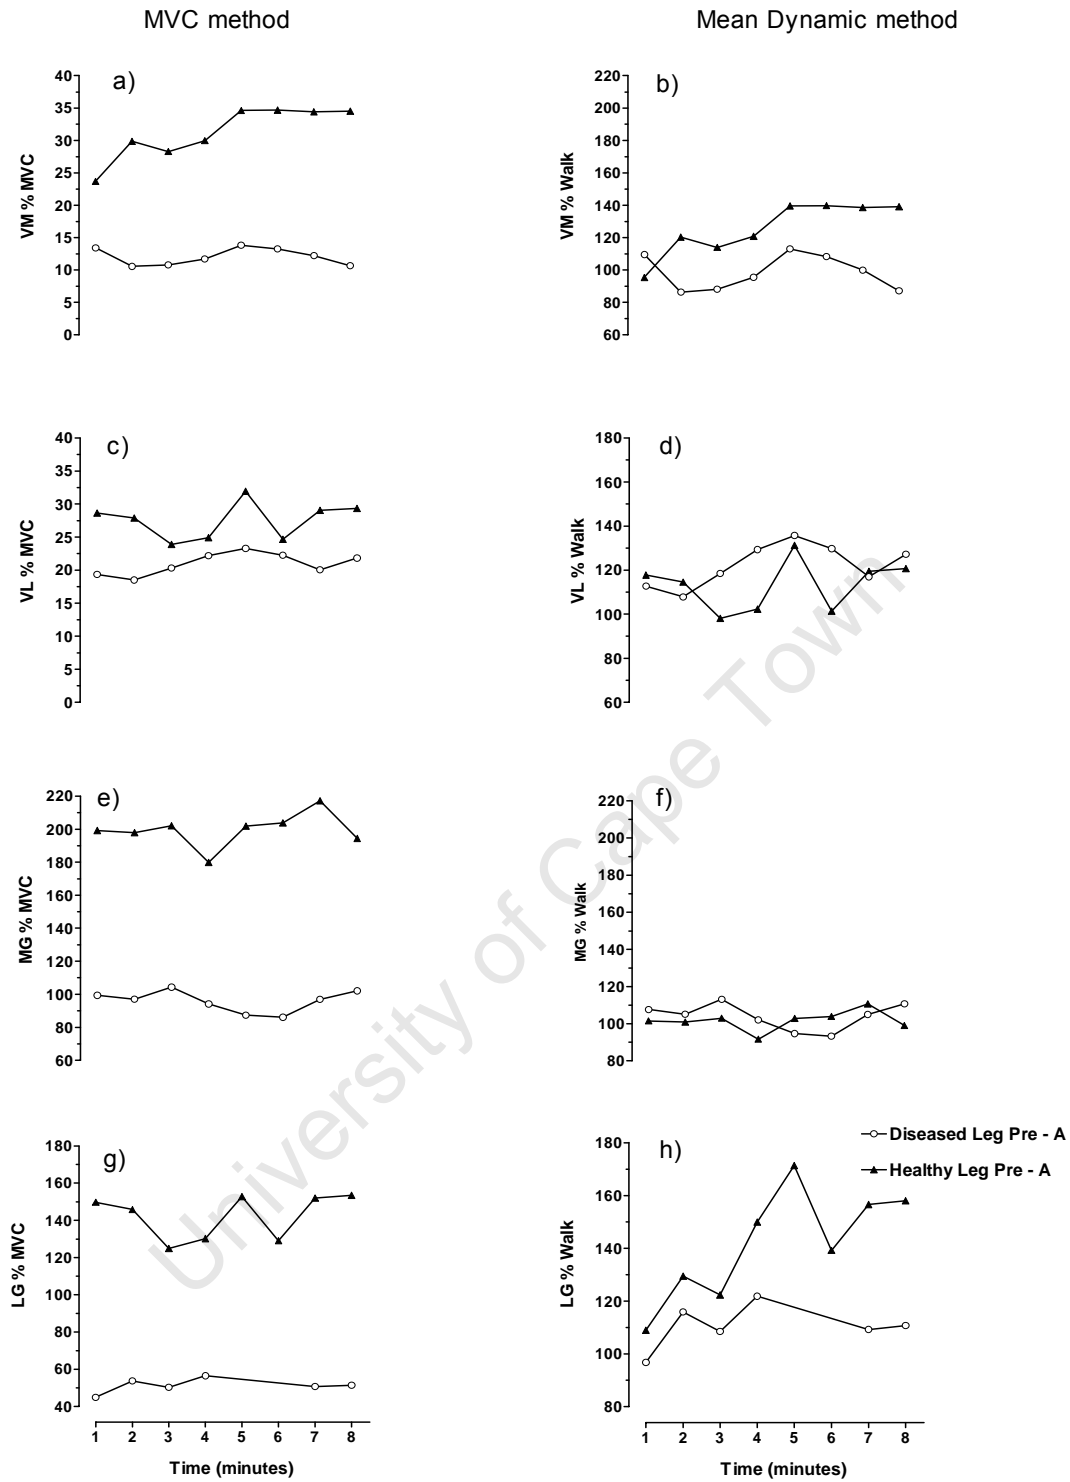 MVC method
Mean Dynamic method
a)
40
35
30
25
20
15
10
5
0
VM % MVC
b)
220
200
180
160
140
120
100
80
60
VM % Walk
c)
40
35
30
25
20
15
10
5
0
VL % MVC
d)
180
160
140
120
100
80
60
VL % Walk
e)
220
200
180
160
140
120
100
80
60
MG % MVC
f)
220
200
180
160
140
120
100
80
MG % Walk
g)
180
160
140
120
100
80
60
40
LG % MVC
1 2 3 4 5 6 7 8
Time (minutes)
h)
Diseased Leg Pre - A
Healthy Leg Pre - A
180
160
140
120
100
80
LG % Walk
1 2 3 4 5 6 7 8
Time (minutes)
University of Cape Town